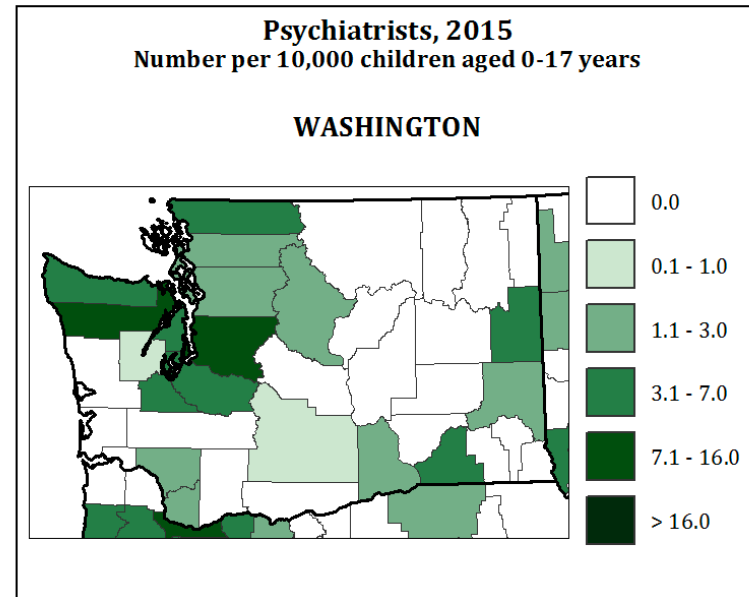 Psychiatrists, 2015
Number per 10,000 children aged 0-17 years
WASHINGTON
0.0
0.1 - 1.0
1.1 - 3.0
3.1 - 7.0
7.1 - 16.0
> 16.0